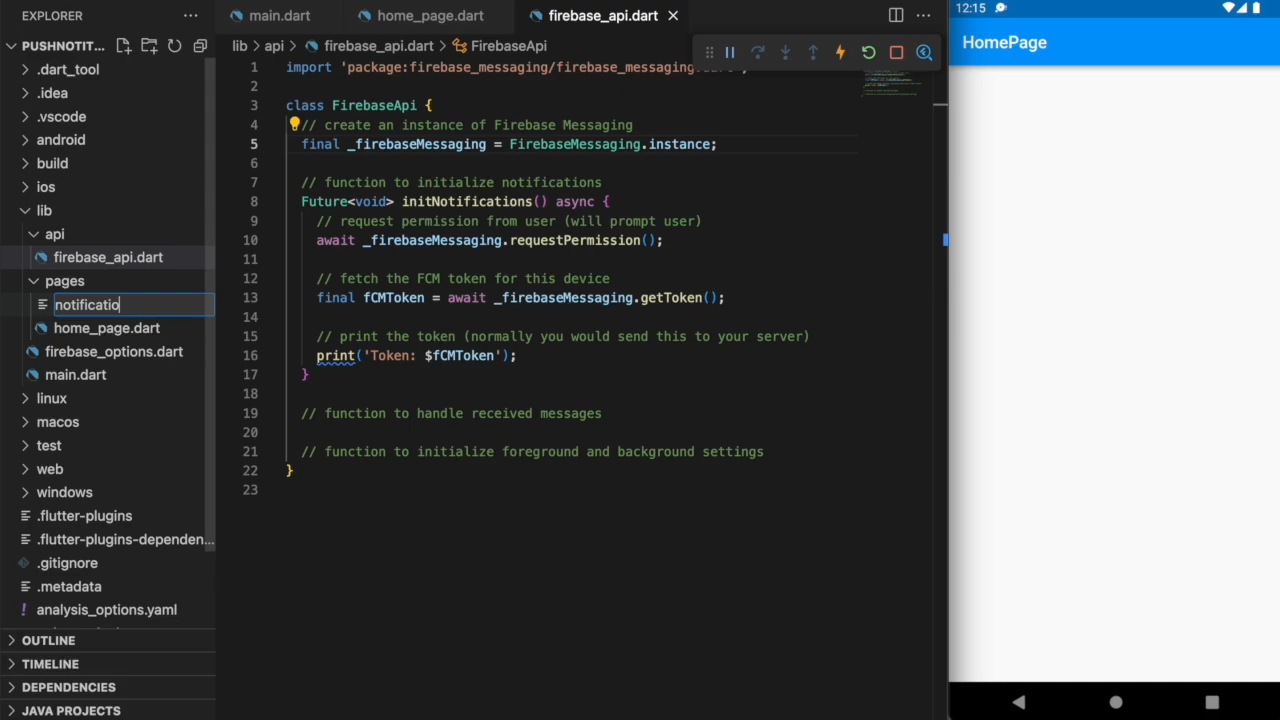 EXPLORER
PUSHNOTIT...
.dart_tool
.idea
.vscode
android
build
ios
lib
api
firebase_api.dart
pages
notificatio
home_page.dart
firebase_options.dart
main.dart
linux
macos
test
web
windows
.flutter-plugins
.flutter-plugins-dependen...
.gitignore
.metadata
analysis_options.yaml
OUTLINE
TIMELINE
DEPENDENCIES
JAVA PROJECTS
main.dart home_page.dart firebase_api.dart
lib > api > firebase_api.dart > FirebaseApi
1 import 'package:firebase_messaging/firebase_messaging
2
3 class FirebaseApi {
4 // create an instance of Firebase Messaging
5 final _firebaseMessaging = FirebaseMessaging.instance;
6
7 // function to initialize notifications
8 Future<void> initNotifications() async {
9 // request permission from user (will prompt user)
10 await _firebaseMessaging.requestPermission();
11
12 // fetch the FCM token for this device
13 final fCMToken = await _firebaseMessaging.getToken();
14
15 // print the token (normally you would send this to your server)
16 print('Token: $fCMToken');
17 }
18
19 // function to handle received messages
20
21 // function to initialize foreground and background settings
22 }
23
12:15
HomePage